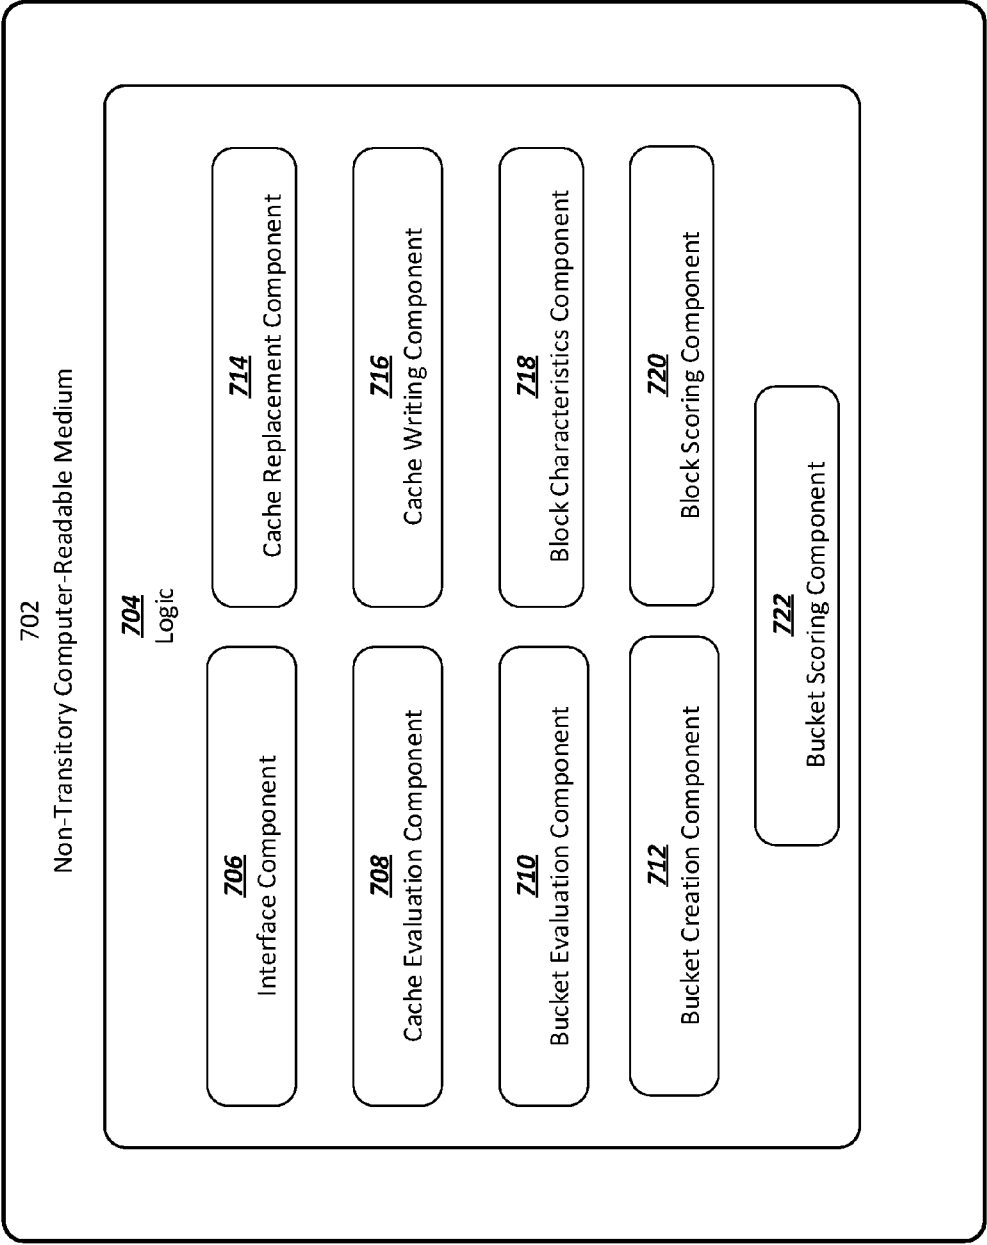 702
Non-Transitory Computer-Readable Medium
704
Logic
706
Interface Component
714
Cache Replacement Component
708
Cache Evaluation Component
716
Cache Writing Component
710
Bucket Evaluation Component
718
Block Characteristics Component
712
Bucket Creation Component
720
Block Scoring Component
722
Bucket Scoring Component